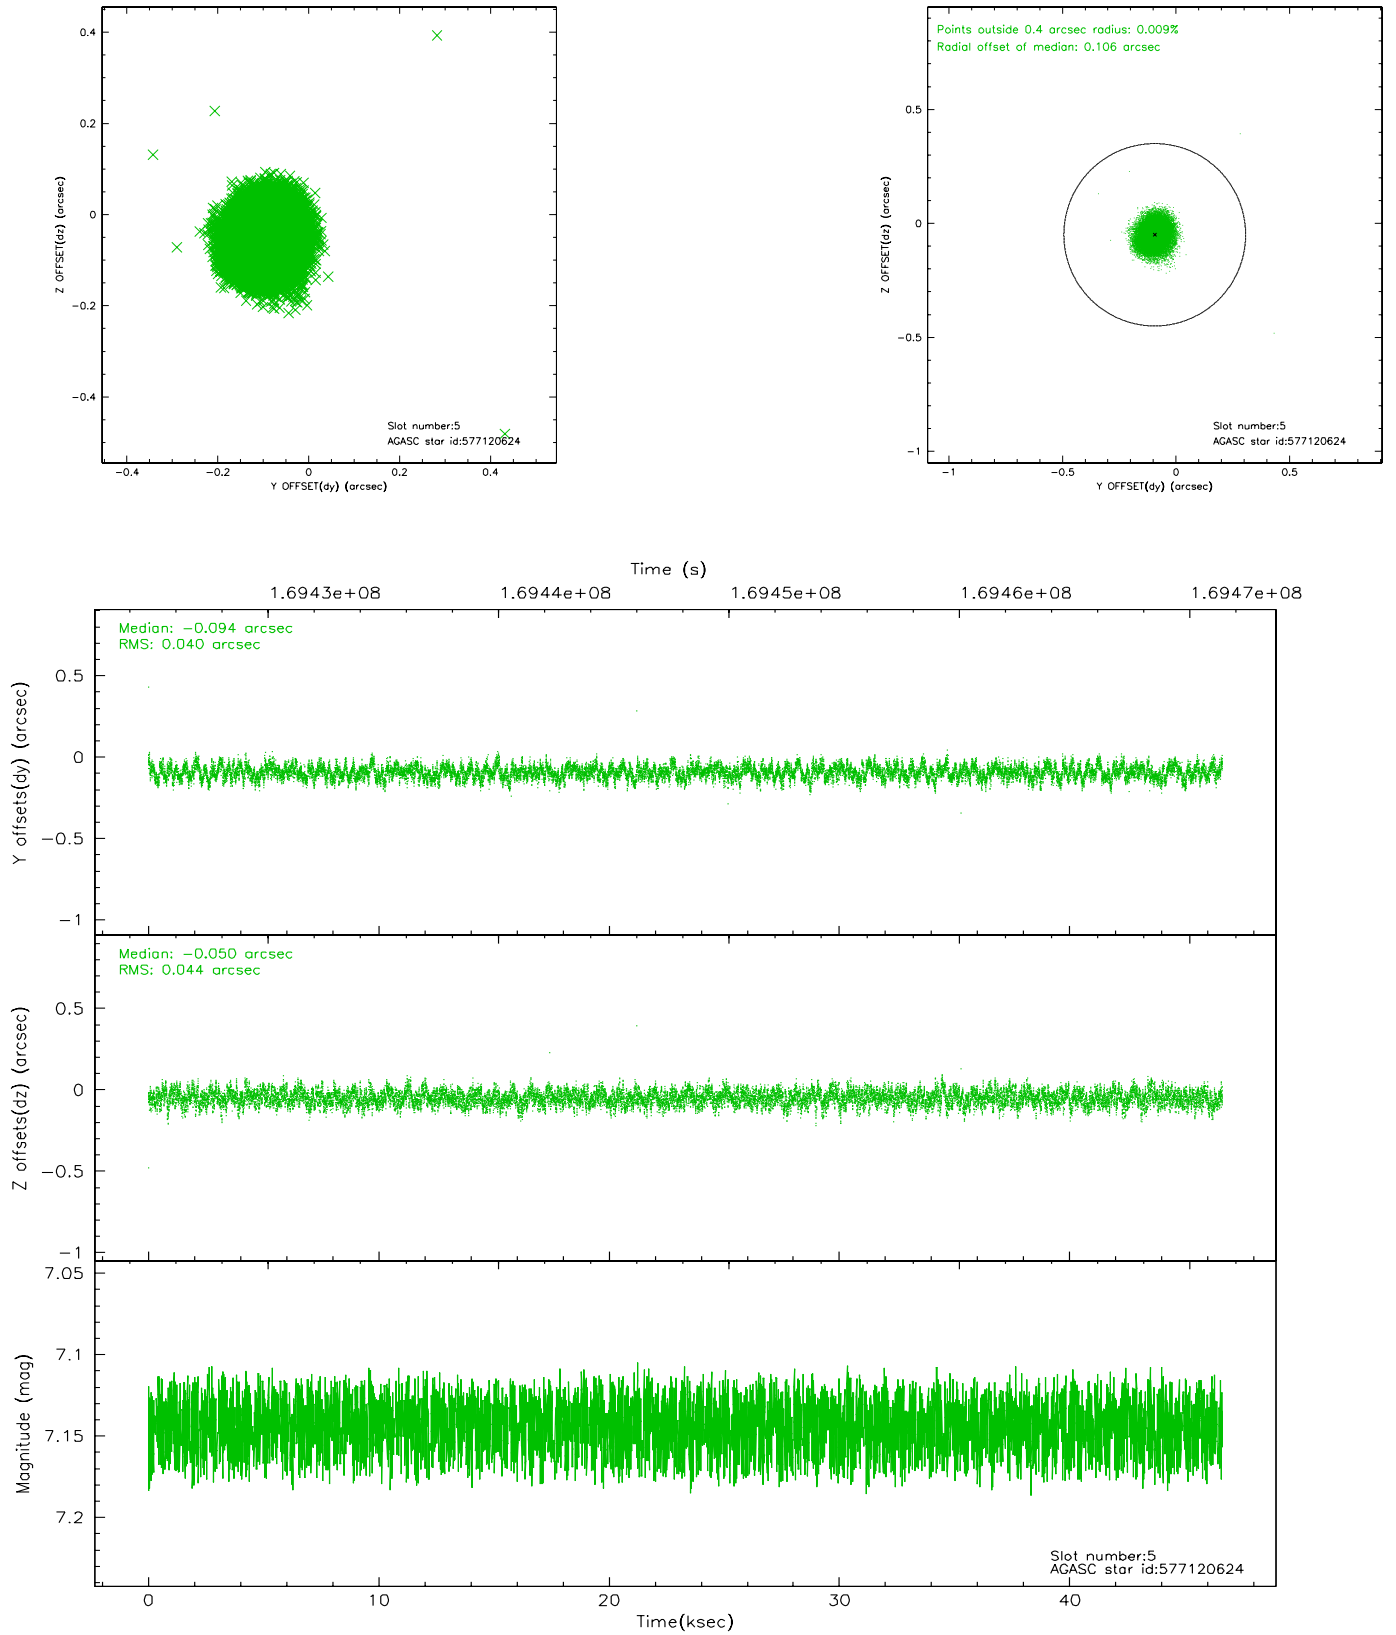 0.4
0.2
0
−0.2
−0.4
Z OFFSET(dz) (arcsec)
−0.4 −0.2 0 0.2 0.4
Y OFFSET(dy) (arcsec)
Slot number:5
AGASC star id:577120624
Points outside 0.4 arcsec radius: 0.009%
Radial offset of median: 0.106 arcsec
0.5
0
−0.5
−1
Z OFFSET(dz) (arcsec)
−1 −0.5 0 0.5
Y OFFSET(dy) (arcsec)
Slot number:5
AGASC star id:577120624
Time (s)
1.6943e+08 1.6944e+08 1.6945e+08 1.6946e+08 1.6947e+08
Median: −0.094 arcsec
RMS: 0.040 arcsec
0.5
0
−0.5
−1
Y offsets(dy) (arcsec)
Median: −0.050 arcsec
RMS: 0.044 arcsec
0.5
0
−0.5
−1
Z offsets(dz) (arcsec)
7.05
7.1
7.15
7.2
Magnitude (mag)
Slot number:5
AGASC star id:577120624
0 10 20 30 40
Time(ksec)